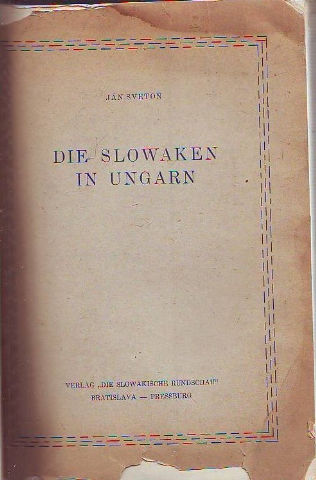 JÁN SVETOŇ
DIE SLOWAKEN
IN UNGARN
VERLAG „DIE SLOWAKISCHE RUNDSCHAU"
BRATISLAVA — PRESSBURG